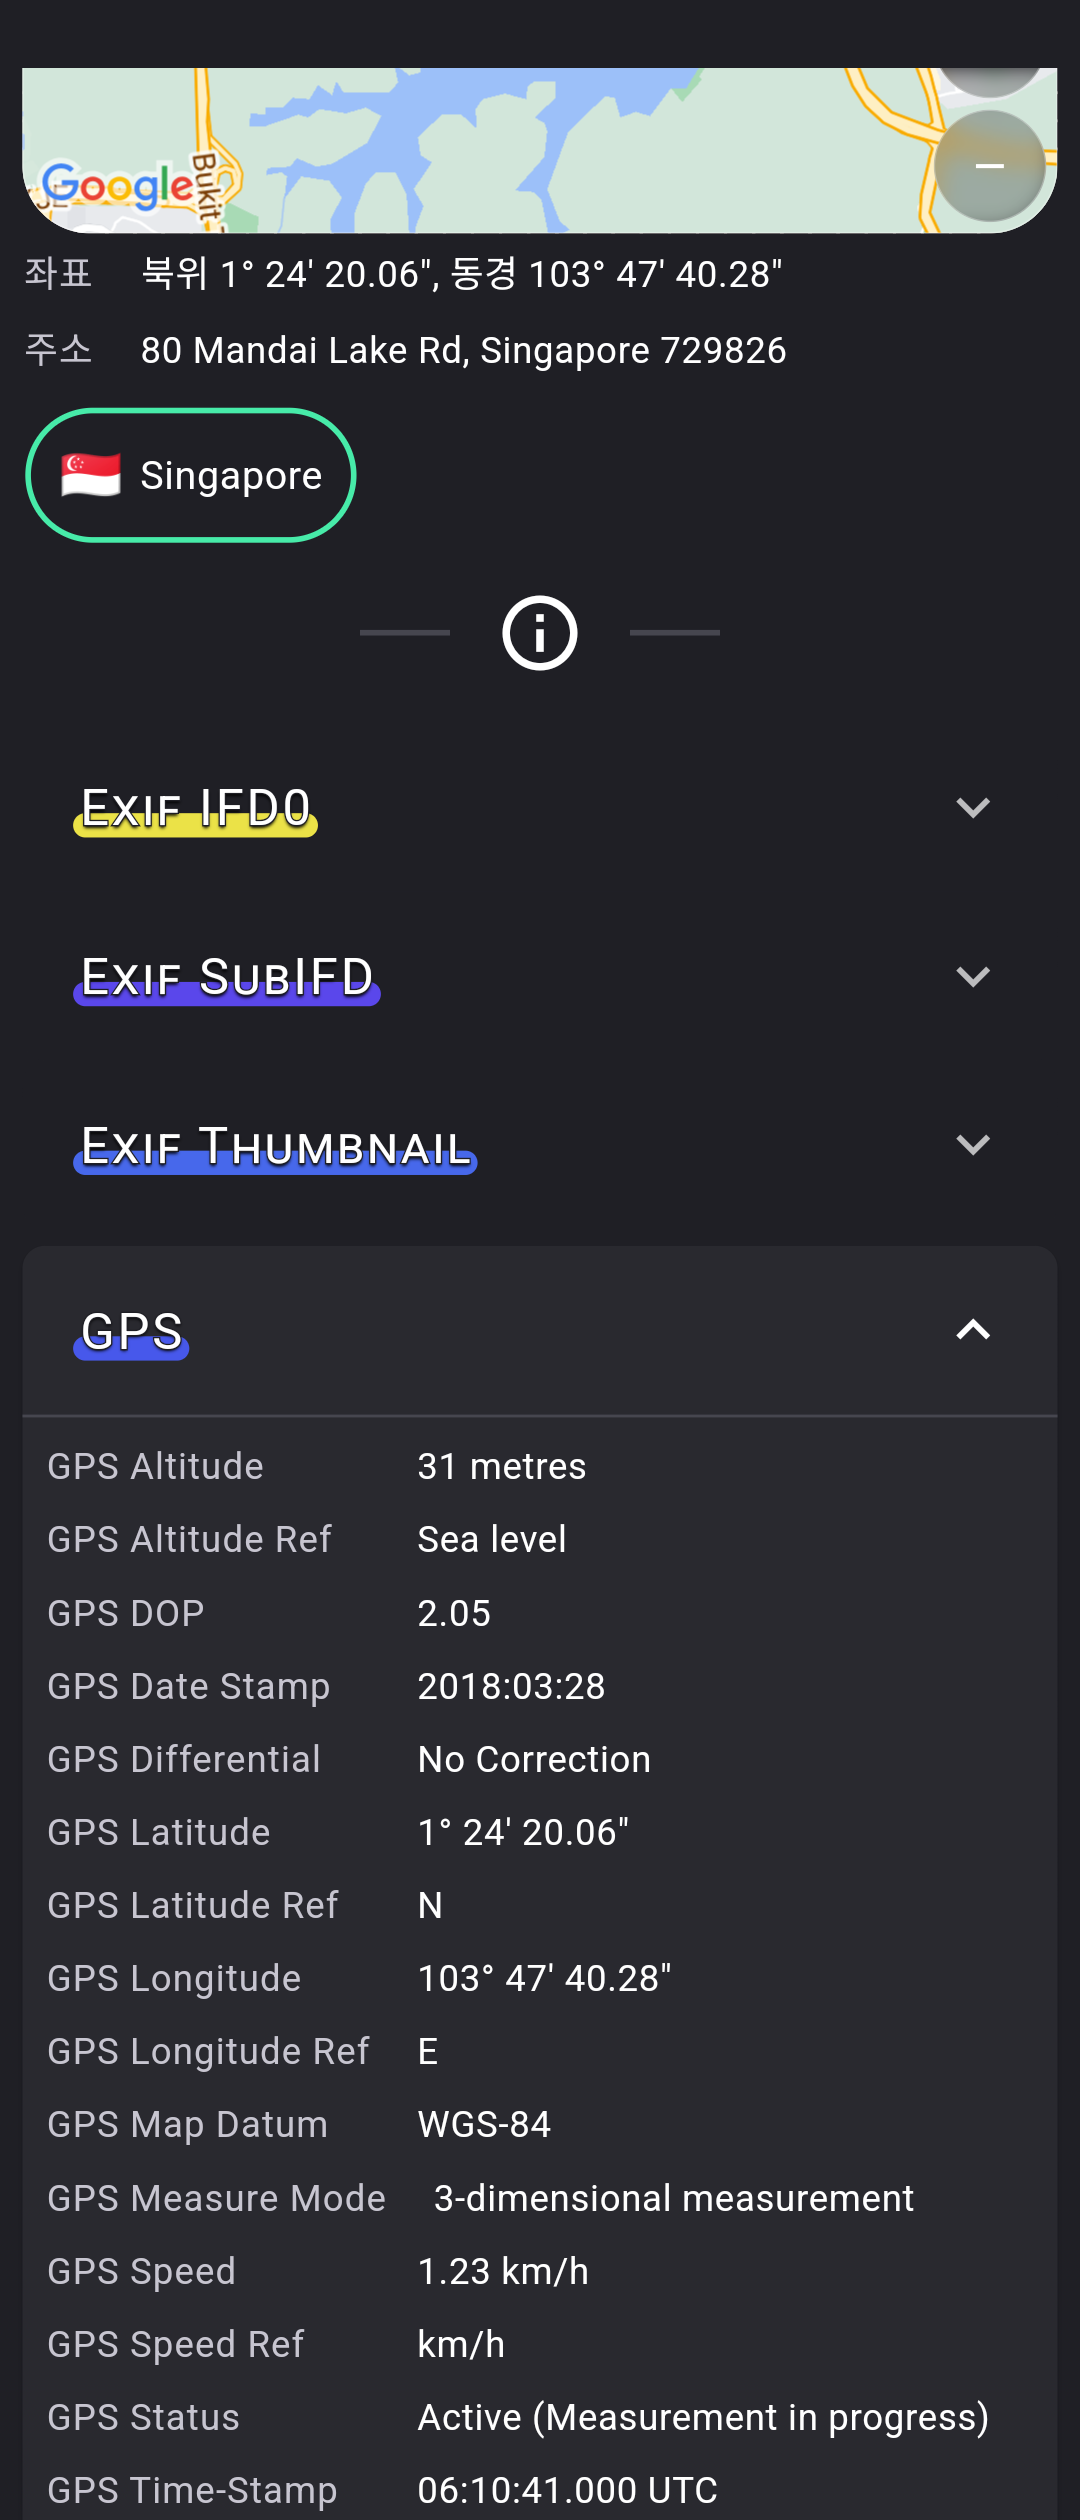 Google
Bukit
좌표 북위 1° 24' 20.06", 동경 103° 47' 40.28"
주소 80 Mandai Lake Rd, Singapore 729826
Singapore
Exif IFD0
Exif SubIFD
Exif Thumbnail
GPS
GPS Altitude 31 metres
GPS Altitude Ref Sea level
GPS DOP 2.05
GPS Date Stamp 2018:03:28
GPS Differential No Correction
GPS Latitude 1° 24' 20.06"
GPS Latitude Ref N
GPS Longitude 103° 47' 40.28"
GPS Longitude Ref E
GPS Map Datum WGS-84
GPS Measure Mode 3-dimensional measurement
GPS Speed 1.23 km/h
GPS Speed Ref km/h
GPS Status Active (Measurement in progress)
GPS Time-Stamp 06:10:41.000 UTC